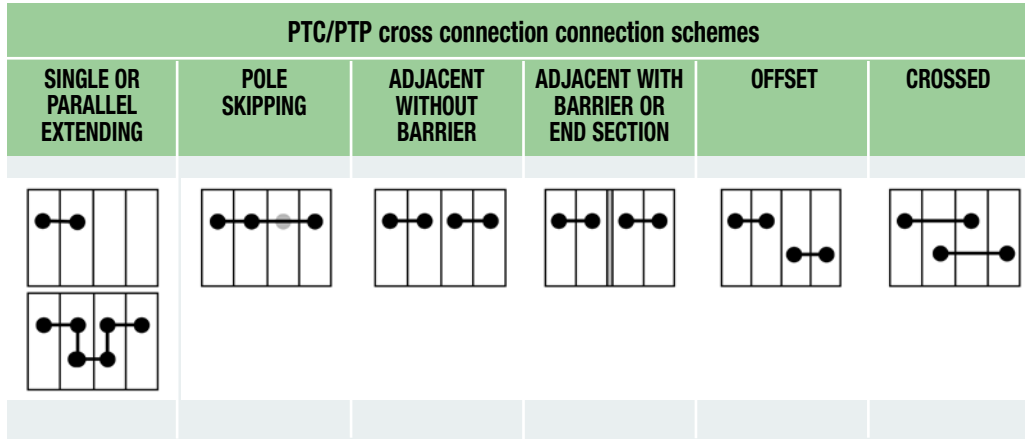 PTC/PTP cross connection connection schemes
SINGLE OR
PARALLEL
EXTENDING
POLE
SKIPPING
ADJACENT
WITHOUT
BARRIER
ADJACENT WITH
BARRIER OR
END SECTION
OFFSET
CROSSED